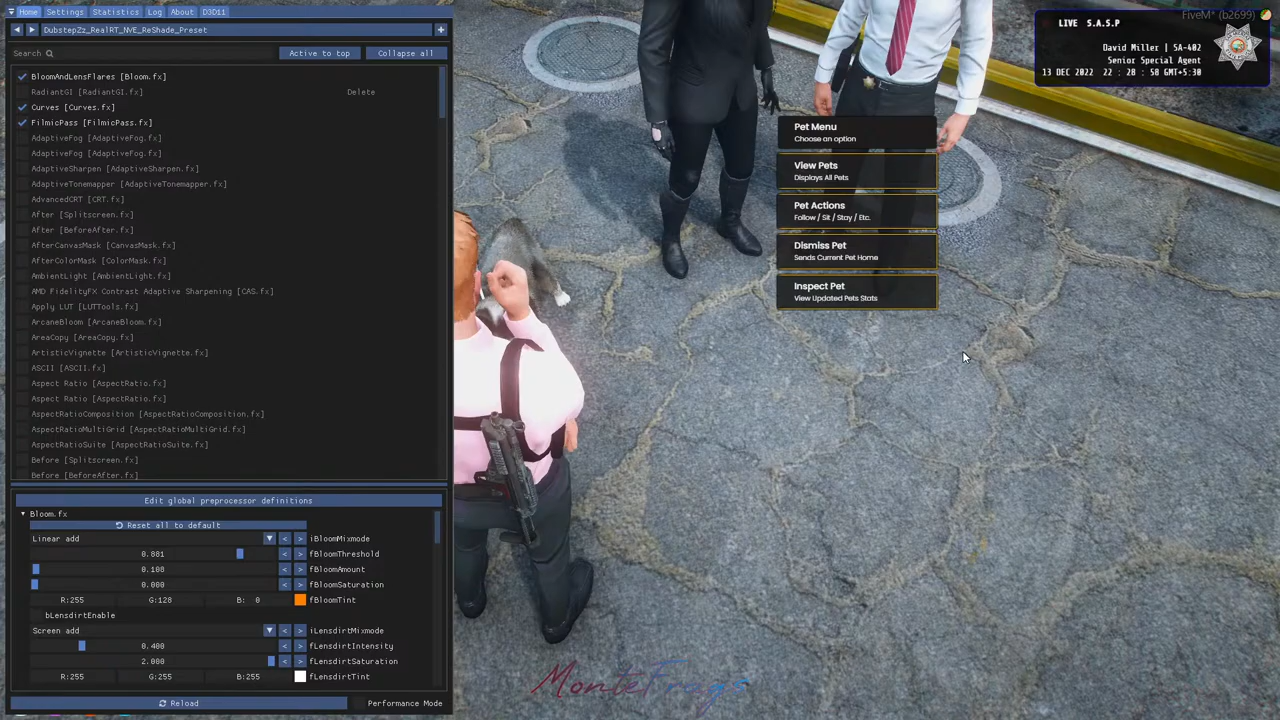 Home Settings Statistics Log About D3D11
DubstepZz_RealRT_NVE_ReShade_Preset
Search Active to top Collapse all
BloomAndLensFlares [Bloom.fx]
RadiantGI [RadiantGI.fx] Delete
Curves [Curves.fx]
FilmicPass [FilmicPass.fx]
AdaptiveFog [AdaptiveFog.fx]
AdaptiveFog [AdaptiveFog.fx]
AdaptiveSharpen [AdaptiveSharpen.fx]
AdaptiveTonemapper [AdaptiveTonemapper.fx]
AdvancedCRT [CRT.fx]
After [Splitscreen.fx]
After [BeforeAfter.fx]
AfterCanvasMask [CanvasMask.fx]
AfterColorMask [ColorMask.fx]
AmbientLight [AmbientLight.fx]
AMD FidelityFX Contrast Adaptive Sharpening [CAS.fx]
Apply LUT [LUTTools.fx]
ArcaneBloom [ArcaneBloom.fx]
AreaCopy [AreaCopy.fx]
ArtisticVignette [ArtisticVignette.fx]
ASCII [ASCII.fx]
Aspect Ratio [AspectRatio.fx]
Aspect Ratio [AspectRatio.fx]
AspectRatioComposition [AspectRatioComposition.fx]
AspectRatioMultiGrid [AspectRatioMultiGrid.fx]
AspectRatioSuite [AspectRatioSuite.fx]
Before [Splitscreen.fx]
Before [BeforeAfter.fx]
Edit global preprocessor definitions
Bloom.fx
Reset all to default
Linear add < > iBloomMixmode
0.881 < > fBloomThreshold
0.108 < > fBloomAmount
0.000 < > fBloomSaturation
R:255 G:128 B: 0 fBloomTint
bLensdirtEnable
Screen add < > iLensdirtMixmode
0.400 < > fLensdirtIntensity
2.000 < > fLensdirtSaturation
R:255 G:255 B:255 fLensdirtTint
Reload Performance Mode
Pet Menu
Choose an option
View Pets
Displays All Pets
Pet Actions
Follow / Sit / Stay / Etc.
Dismiss Pet
Sends Current Pet Home
Inspect Pet
View Updated Pets Stats
FiveM* (b2699)
LIVE S.A.S.P
David Miller | SA-402
Senior Special Agent
13 DEC 2022 22 : 28 : 58 GMT+5:30
MonteFrags